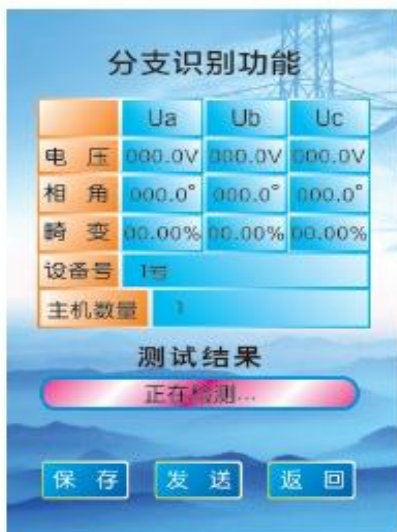 分支识别功能
Ua Ub Uc
电 压 000.0V 000.0V 000.0V
相 角 000.0° 000.0° 000.0°
畸 变 00.00% 00.00% 00.00%
设备号 1号
主机数量 1
测试结果
正在检测...
保 存 发 送 返 回